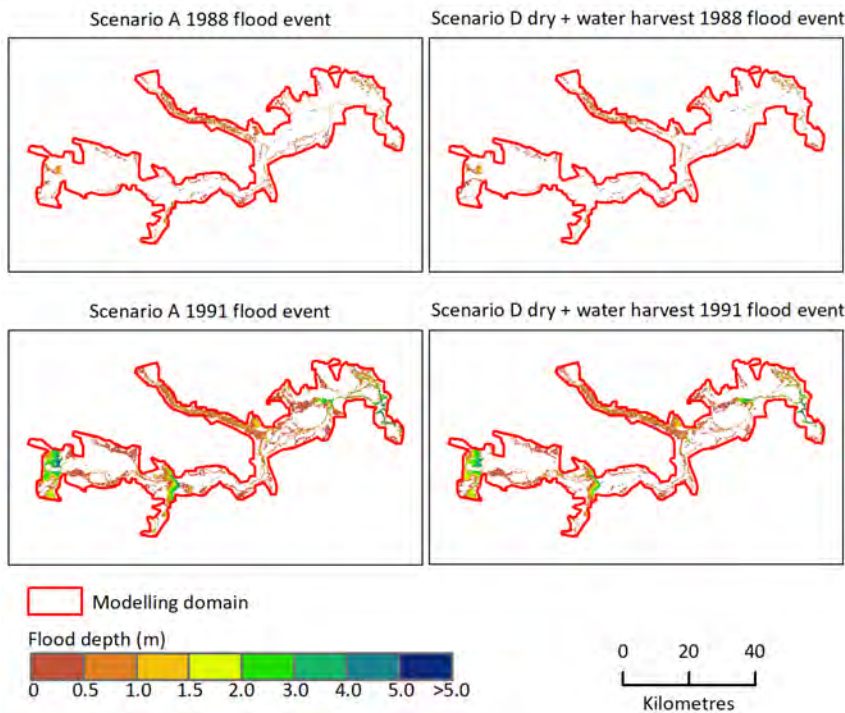 Scenario A 1988 flood event
Scenario D dry + water harvest 1988 flood event
Scenario A 1991 flood event
Scenario D dry + water harvest 1991 flood event
Modelling domain
Flood depth (m)
0 0.5 1.0 1.5 2.0 3.0 4.0 5.0 >5.0
0 20 40
Kilometres